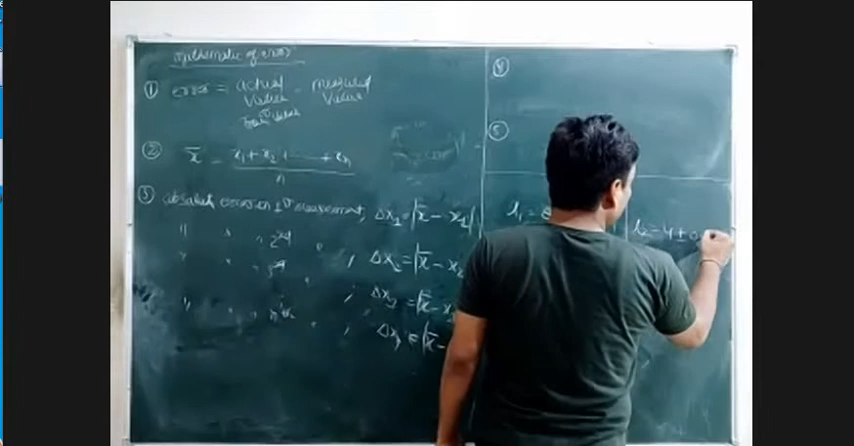 mathematic of error
① error = actual value - measured value
True value
② x̄ = x₁ + x₂ + ...... + xₙ / n
③ absolute error in 1st measurement, Δx₁ = |x̄ - x₁|
" " " 2nd " , Δx₂ = |x̄ - x₂
" " " 3rd " , Δx₃ = |x̄ - x₃
" " " nth " , Δxₙ = |x̄ -
④
⑤
l₁ =
l₂ = 4 ± 0